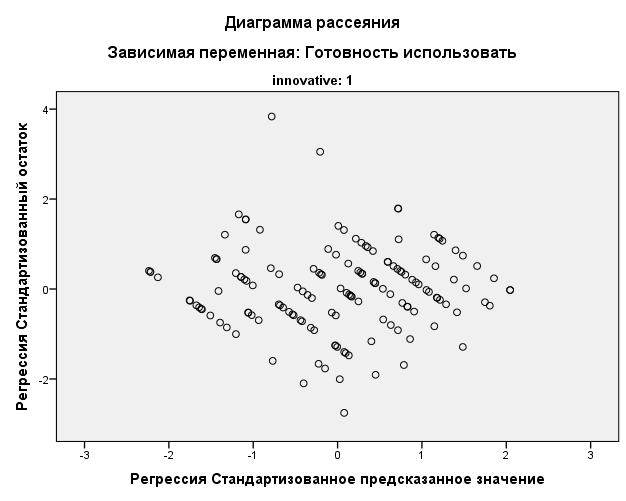 Диаграмма рассеяния
Зависимая переменная: Готовность использовать
innovative: 1
Регрессия Стандартизованный остаток
4
2
0
-2
-3
-2
-1
0
1
2
3
Регрессия Стандартизованное предсказанное значение